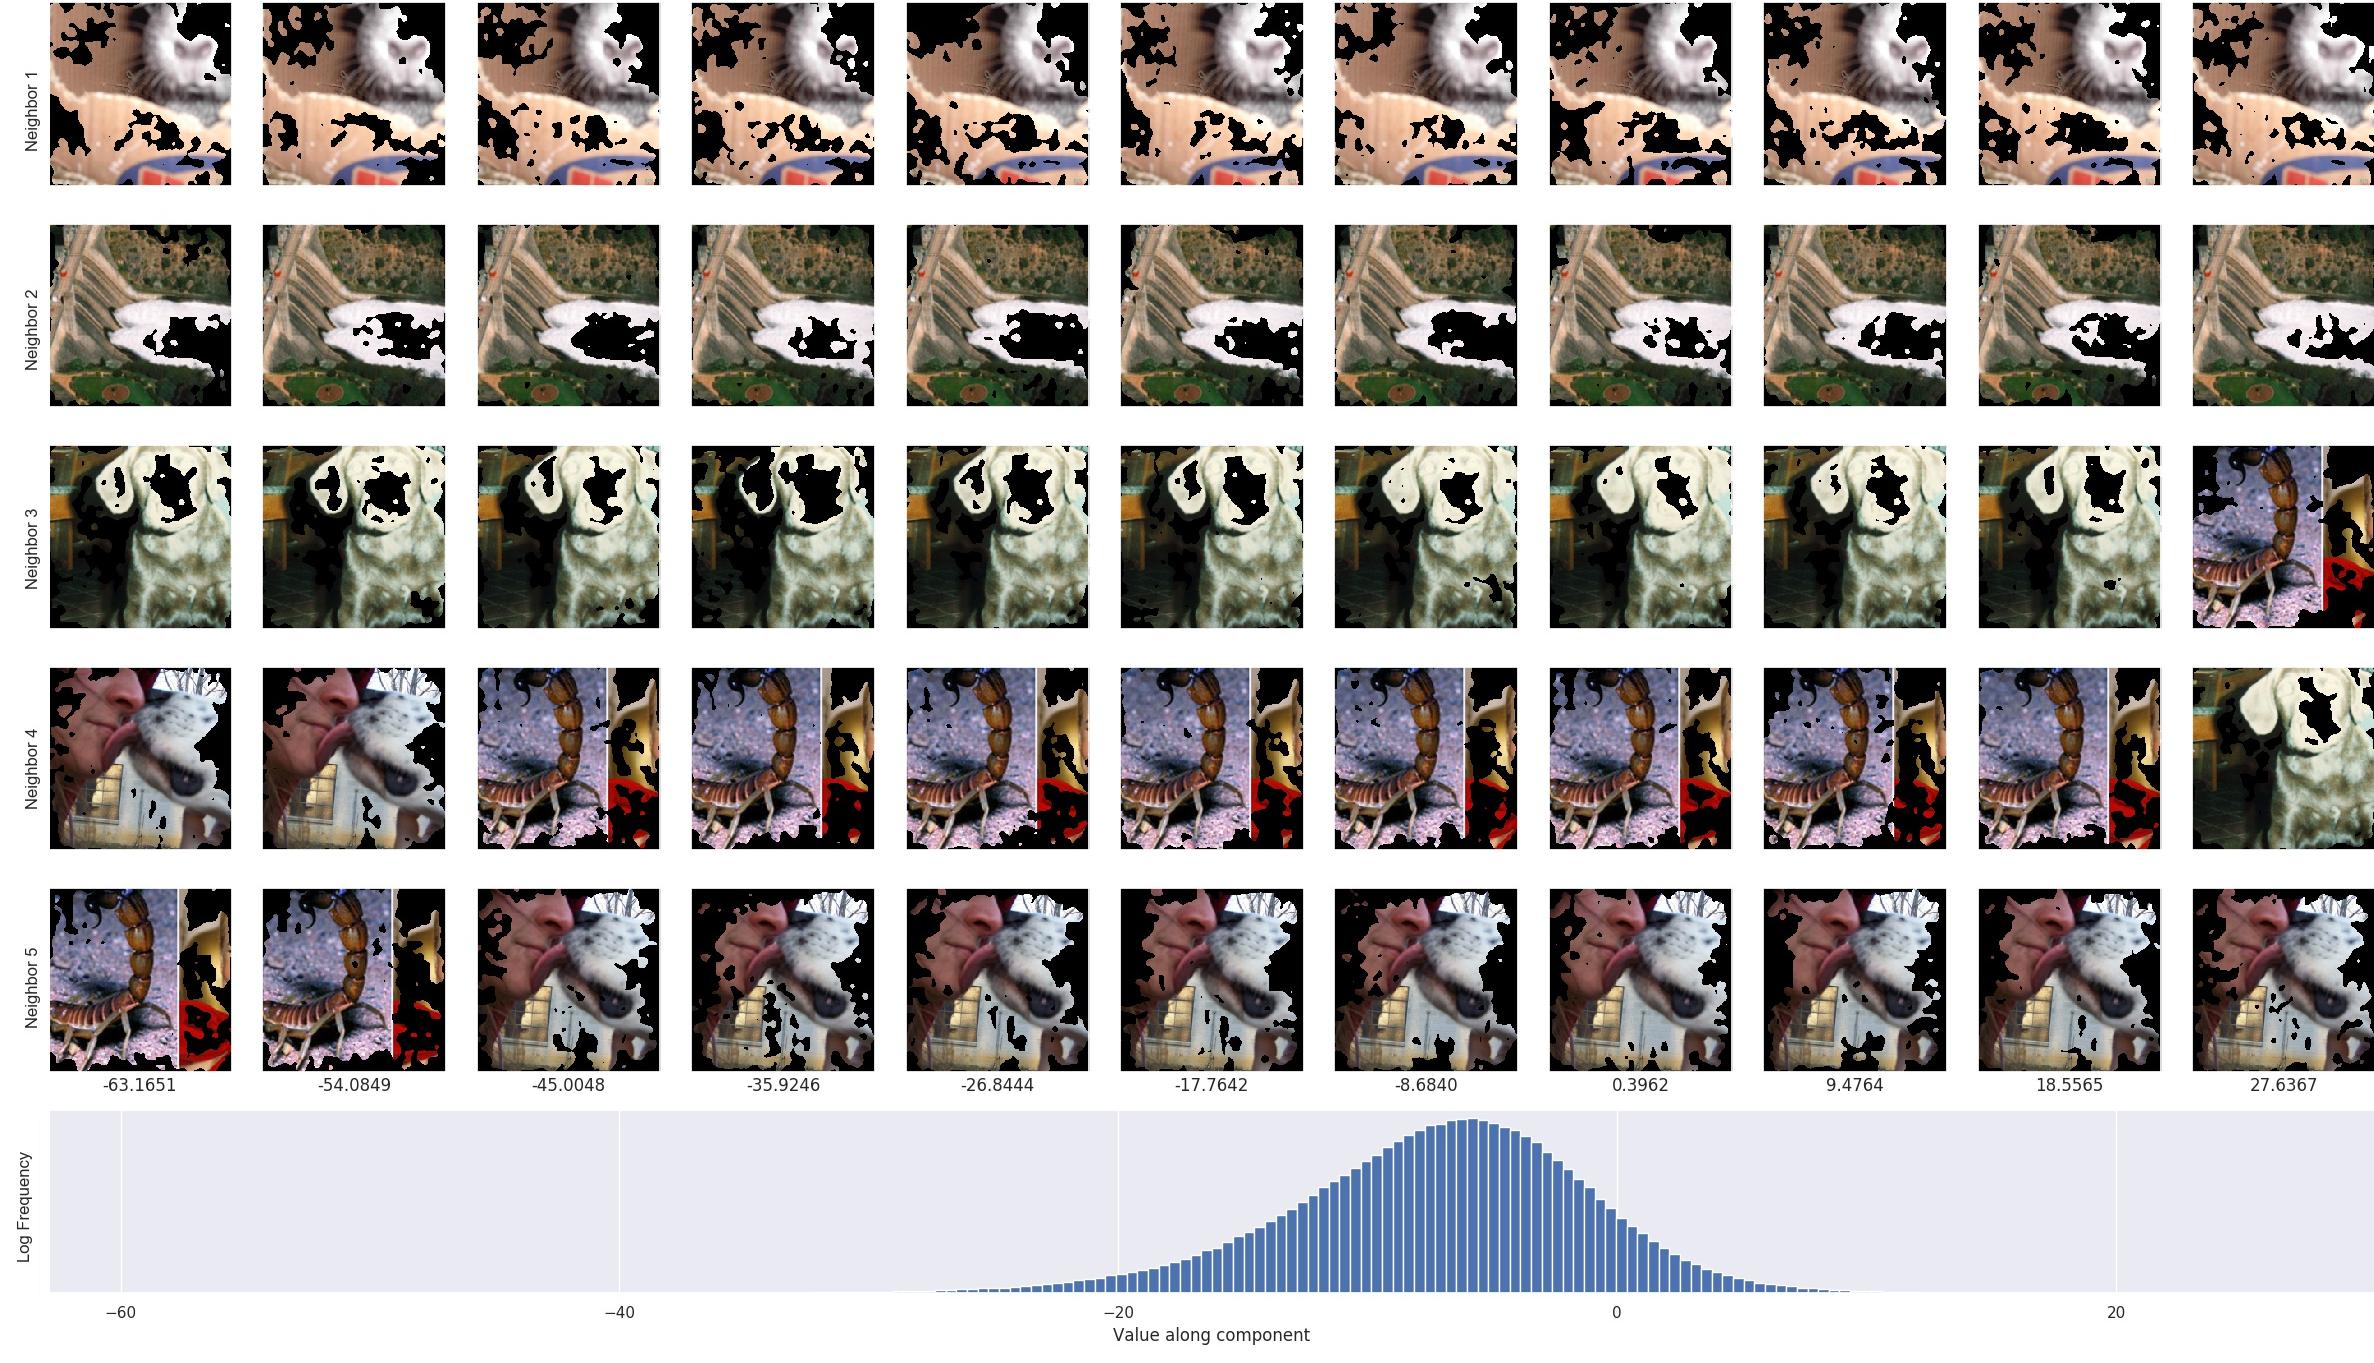 Neighbor 1
Neighbor 2
Neighbor 3
Neighbor 4
Neighbor 5
-63.1651 -54.0849 -45.0048 -35.9246 -26.8444 -17.7642 -8.6840 0.3962 9.4764 18.5565 27.6367
Log Frequency
−60 −40 −20 0 20
Value along component